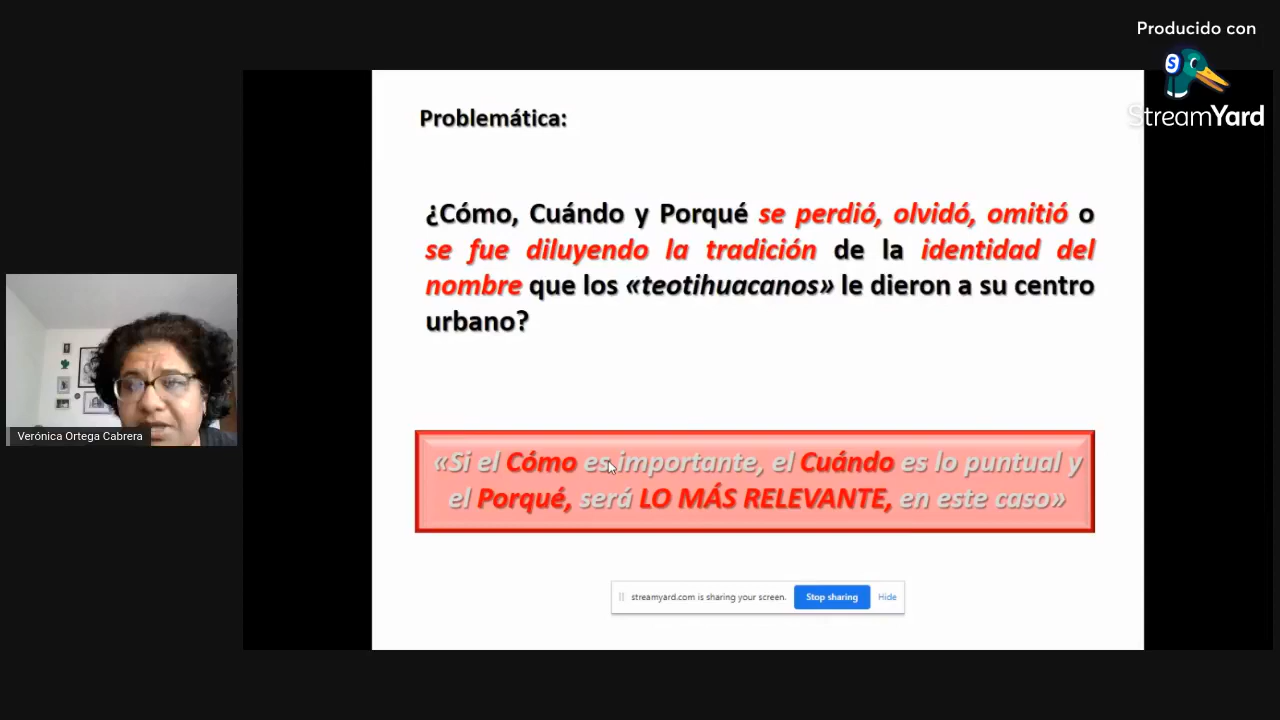 Producido con
StreamYard
Problemática:
¿Cómo, Cuándo y Porqué se perdió, olvidó, omitió o
se fue diluyendo la tradición de la identidad del
nombre que los «teotihuacanos» le dieron a su centro
urbano?
Verónica Ortega Cabrera
«Si el Cómo es importante, el Cuándo es lo puntual y
el Porqué, será LO MÁS RELEVANTE, en este caso»
streamyard.com is sharing your screen.
Stop sharing
Hide